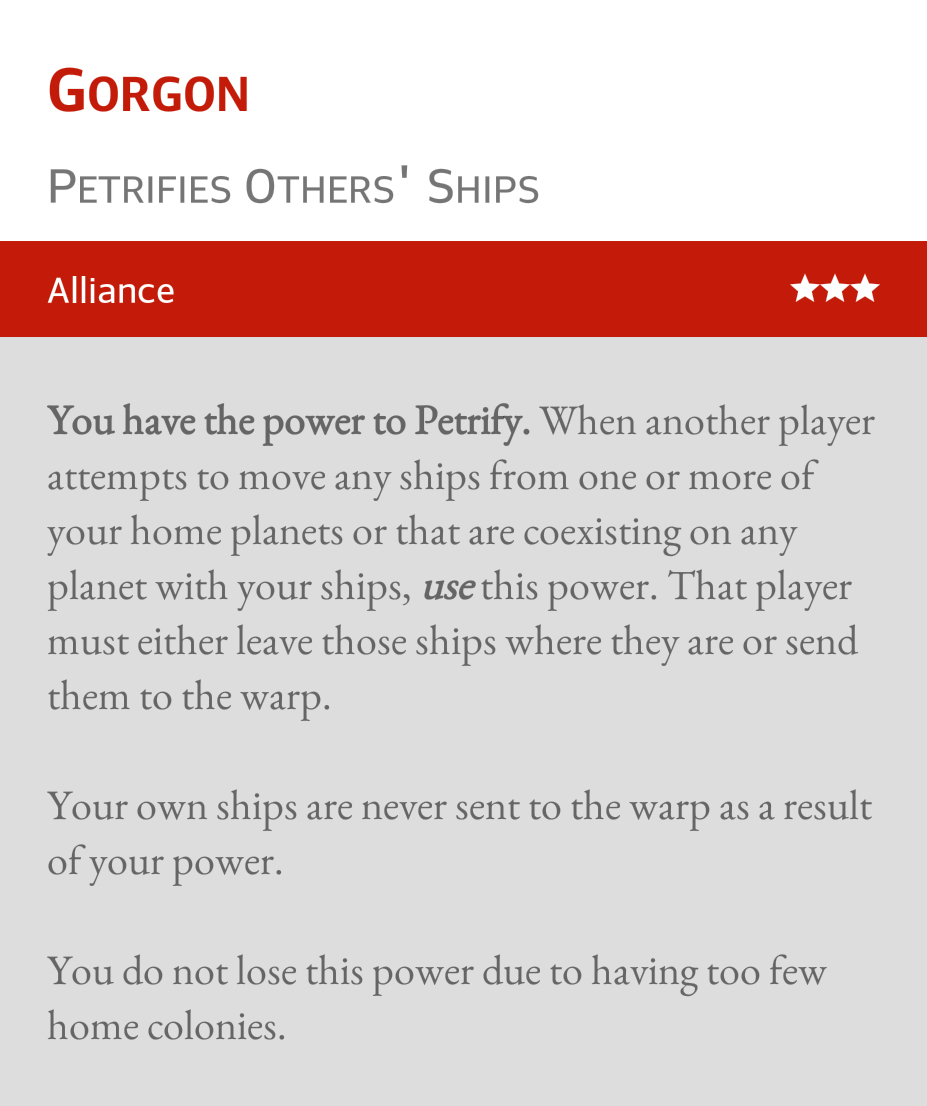 Gorgon
Petrifies Others' Ships
Alliance
You have the power to Petrify. When another player
attempts to move any ships from one or more of
your home planets or that are coexisting on any
planet with your ships, use this power. That player
must either leave those ships where they are or send
them to the warp.
Your own ships are never sent to the warp as a result
of your power.
You do not lose this power due to having too few
home colonies.